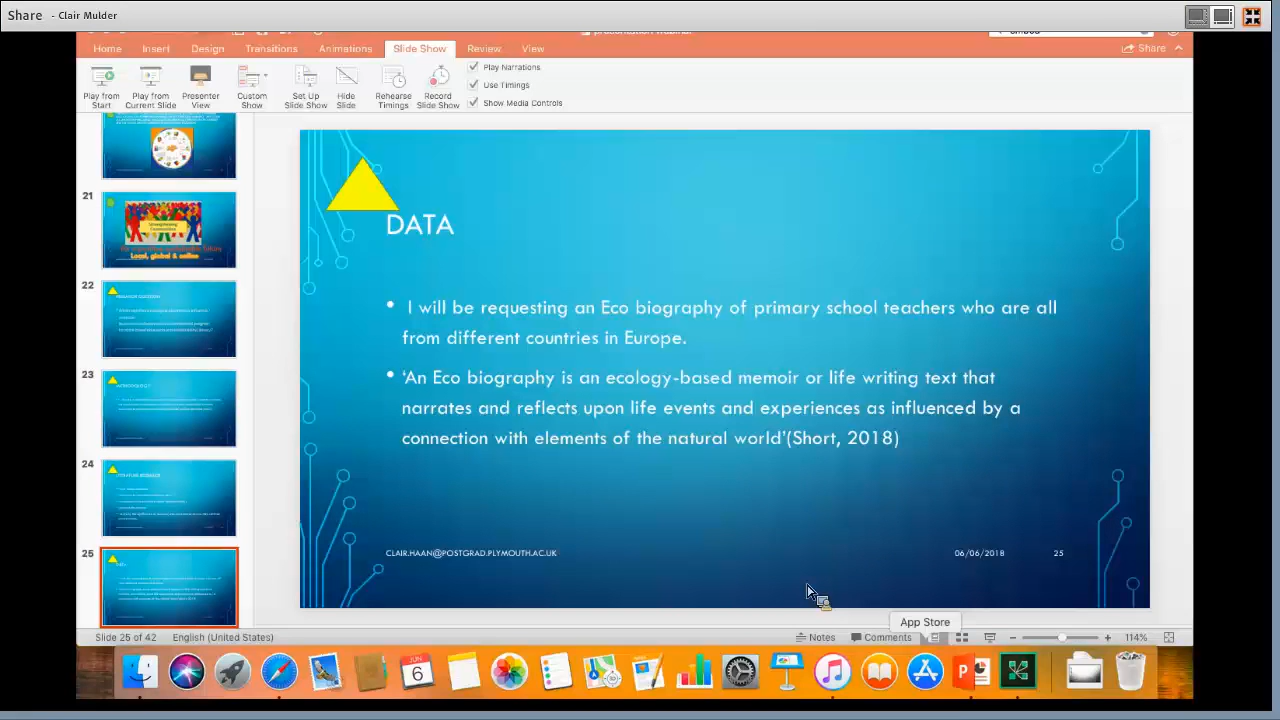 Share - Clair Mulder
Home Insert Design Transitions Animations Slide Show Review View
Share
Play from Start
Play from Current Slide
Presenter View
Custom Show
Set Up Slide Show
Hide Slide
Rehearse Timings
Record Slide Show
Play Narrations
Use Timings
Show Media Controls
21
Local, global & online
22
23
24
25
DATA
• I will be requesting an Eco biography of primary school teachers who are all
from different countries in Europe.
• ‘An Eco biography is an ecology-based memoir or life writing text that
narrates and reflects upon life events and experiences as influenced by a
connection with elements of the natural world’(Short, 2018)
CLAIR.HAAN@POSTGRAD.PLYMOUTH.AC.UK 06/06/2018 25
App Store
Slide 25 of 42 English (United States) Notes Comments 114%
JUN
6